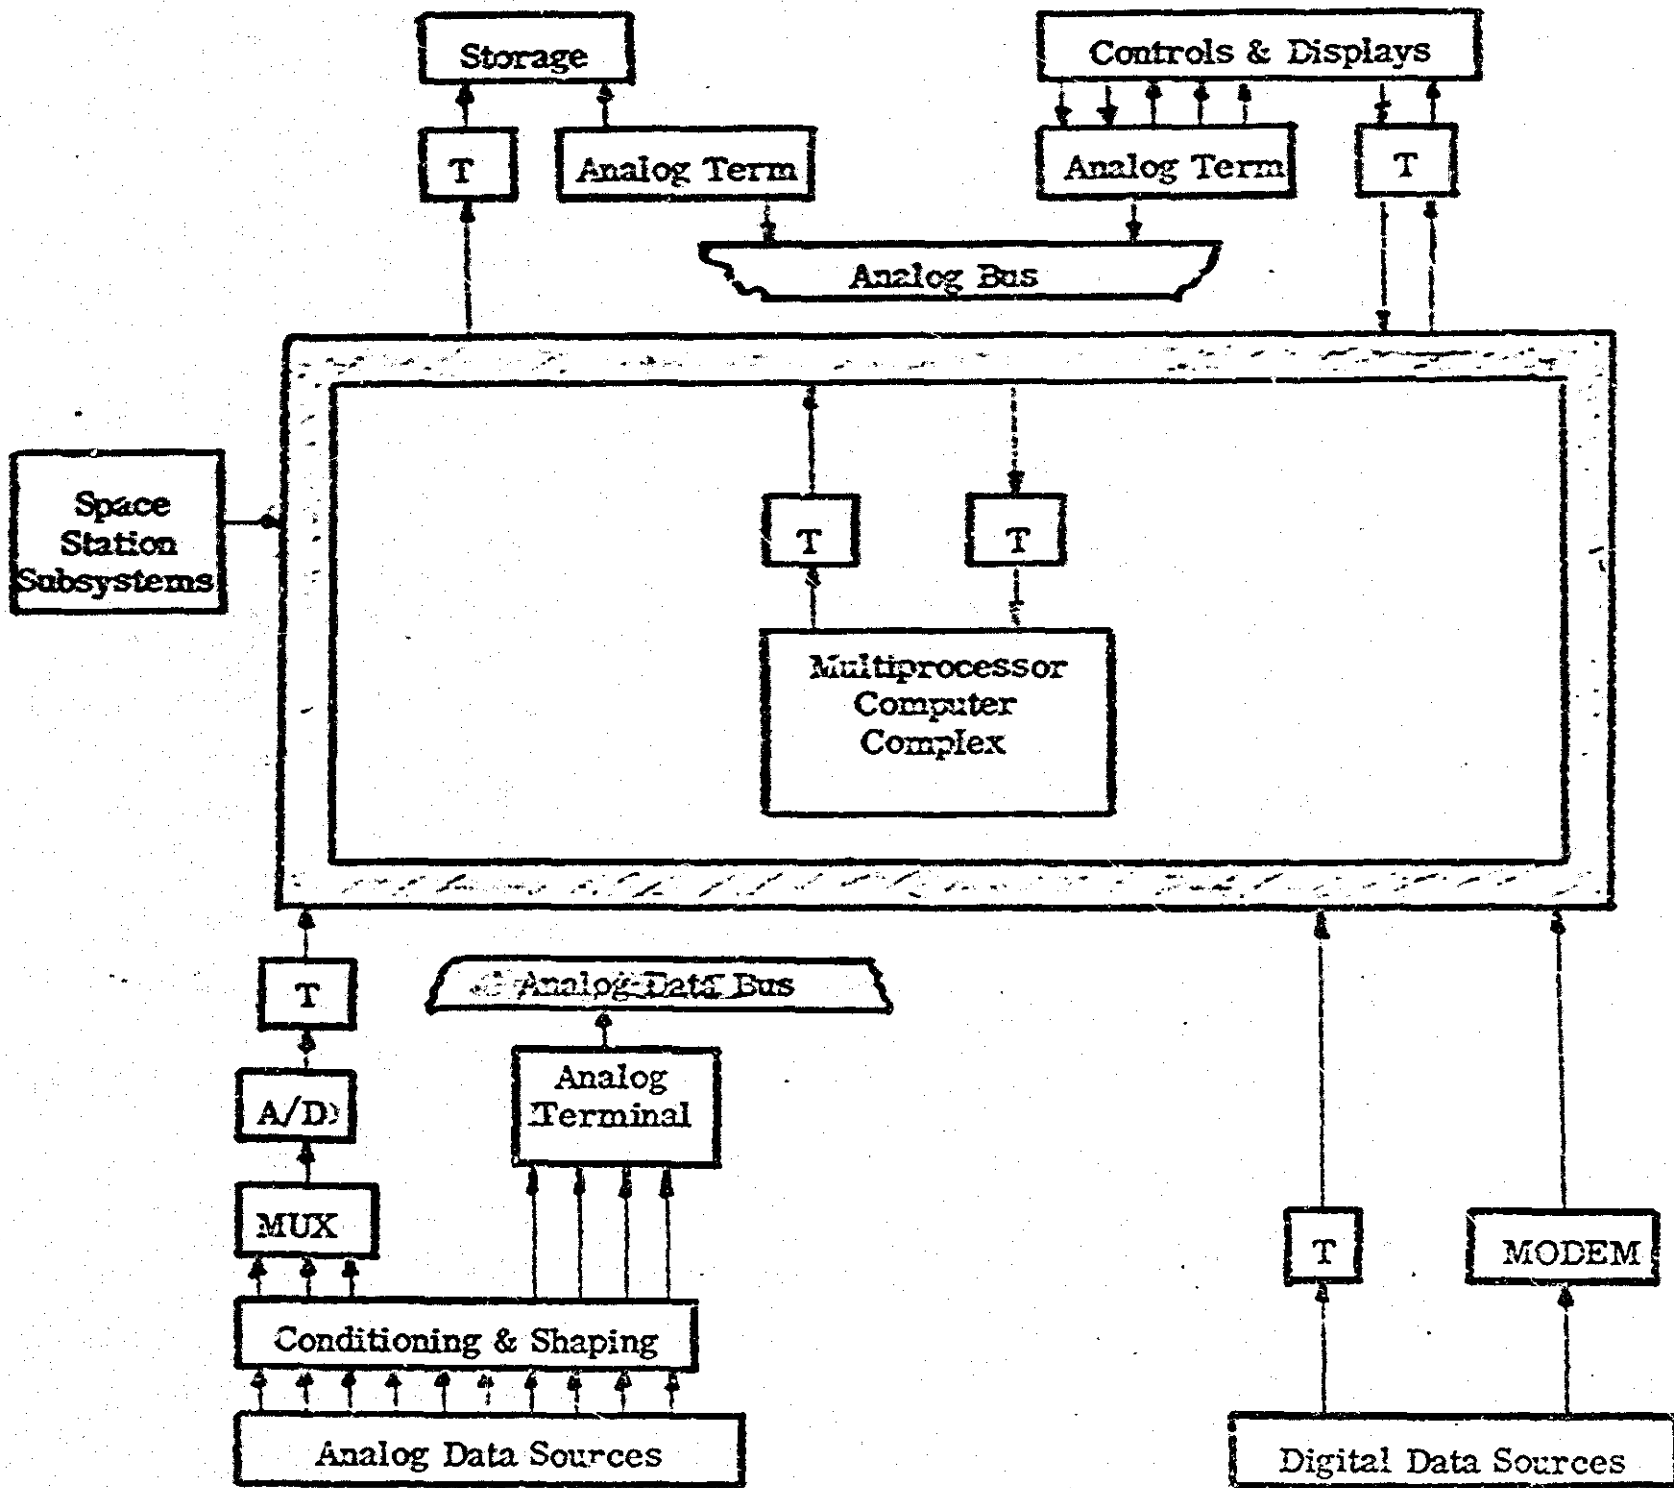 Storage
Controls & Displays
T
Analog Term
Analog Term
T
Analog Bus
Space
Station
Subsystems
T
T
Multiprocessor
Computer
Complex
T
Analog Data Bus
Analog
Terminal
A/D
MUX
T
MODEM
Conditioning & Shaping
Analog Data Sources
Digital Data Sources